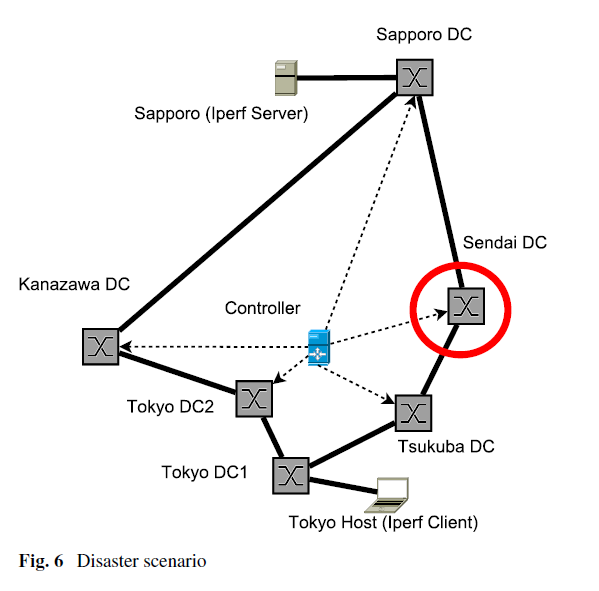 Sapporo DC
Sapporo (Iperf Server)
Sendai DC
Kanazawa DC
Controller
Tokyo DC2
Tsukuba DC
Tokyo DC1
Tokyo Host (Iperf Client)
Fig. 6 Disaster scenario